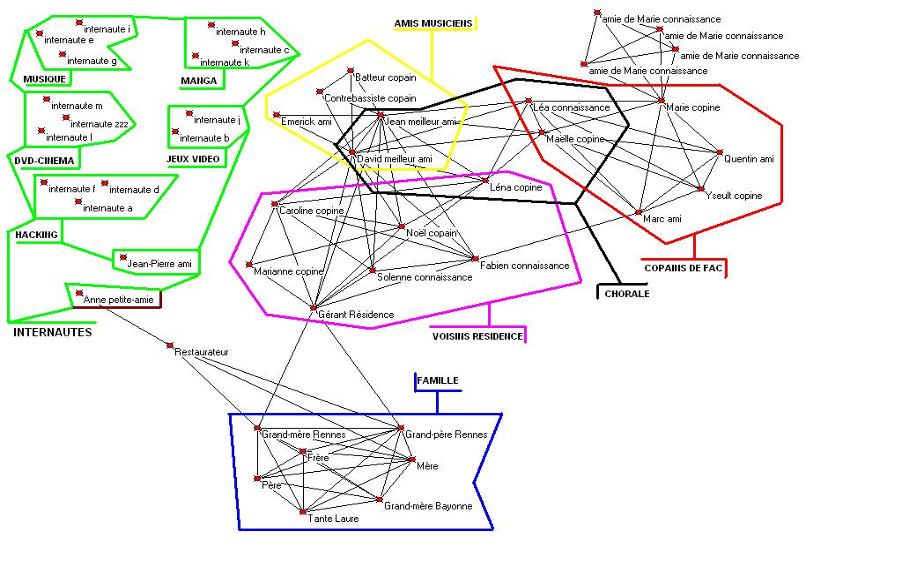 AMIS MUSICIENS
amie de Marie connaissance
amie de Marie connaissance
amie de Marie connaissance
amie de Marie connaissance
internaute i
internaute e
internaute g
MUSIQUE
internaute h
internaute c
internaute k
MANGA
Batteur copain
Contrebassiste copain
Emerick ami
Jean meilleur ami
David meilleur ami
Léa connaissance
Maëlle copine
Marie copine
Quentin ami
Yseult copine
Marc ami
Léna copine
internaute m
internaute zzz
internaute l
DVD-CINEMA
internaute j
internaute b
JEUX VIDEO
internaute f
internaute d
internaute a
HACKING
Jean-Pierre ami
Anne petite-amie
INTERNAUTES
Caroline copine
Noël copain
Marianne copine
Solenne connaissance
Fabien connaissance
Gérant Résidence
COPAINS DE FAC
CHORALE
VOISINS RESIDENCE
Restaurateur
FAMILLE
Grand-mère Rennes
Grand-père Rennes
Frère
Mère
Père
Grand-mère Bayonne
Tante Laure